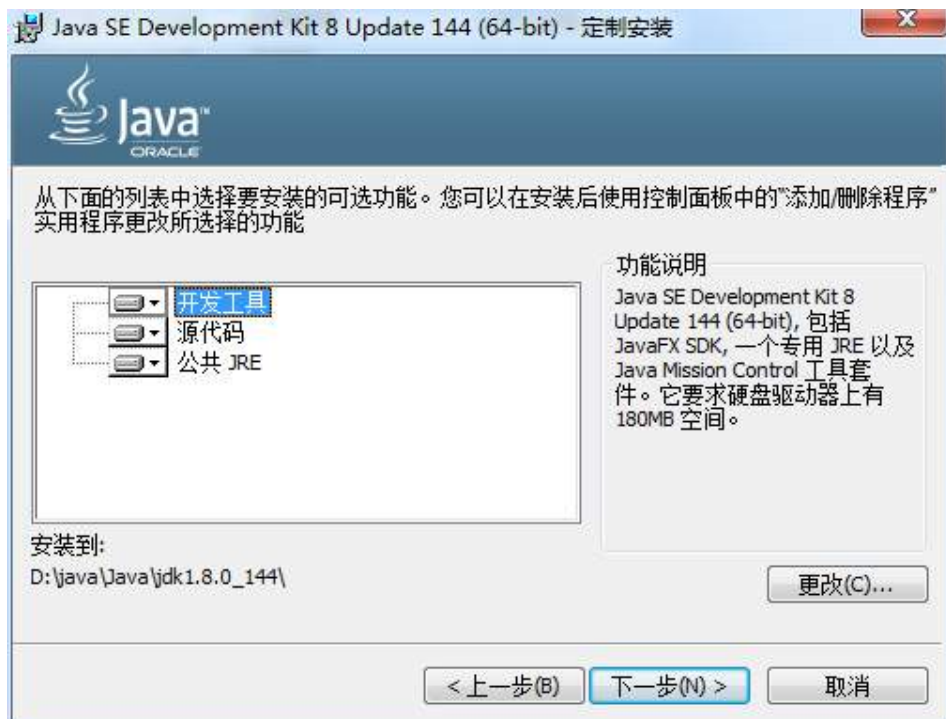 Java SE Development Kit 8 Update 144 (64-bit) - 定制安装
Java™
ORACLE
从下面的列表中选择要安装的可选功能。您可以在安装后使用控制面板中的"添加/删除程序"
实用程序更改所选择的功能
开发工具
源代码
公共 JRE
功能说明
Java SE Development Kit 8
Update 144 (64-bit), 包括
JavaFX SDK, 一个专用 JRE 以及
Java Mission Control 工具套
件。它要求硬盘驱动器上有
180MB 空间。
安装到:
D:\java\Java\jdk1.8.0_144\
更改(C)...
< 上一步(B)
下一步(N) >
取消